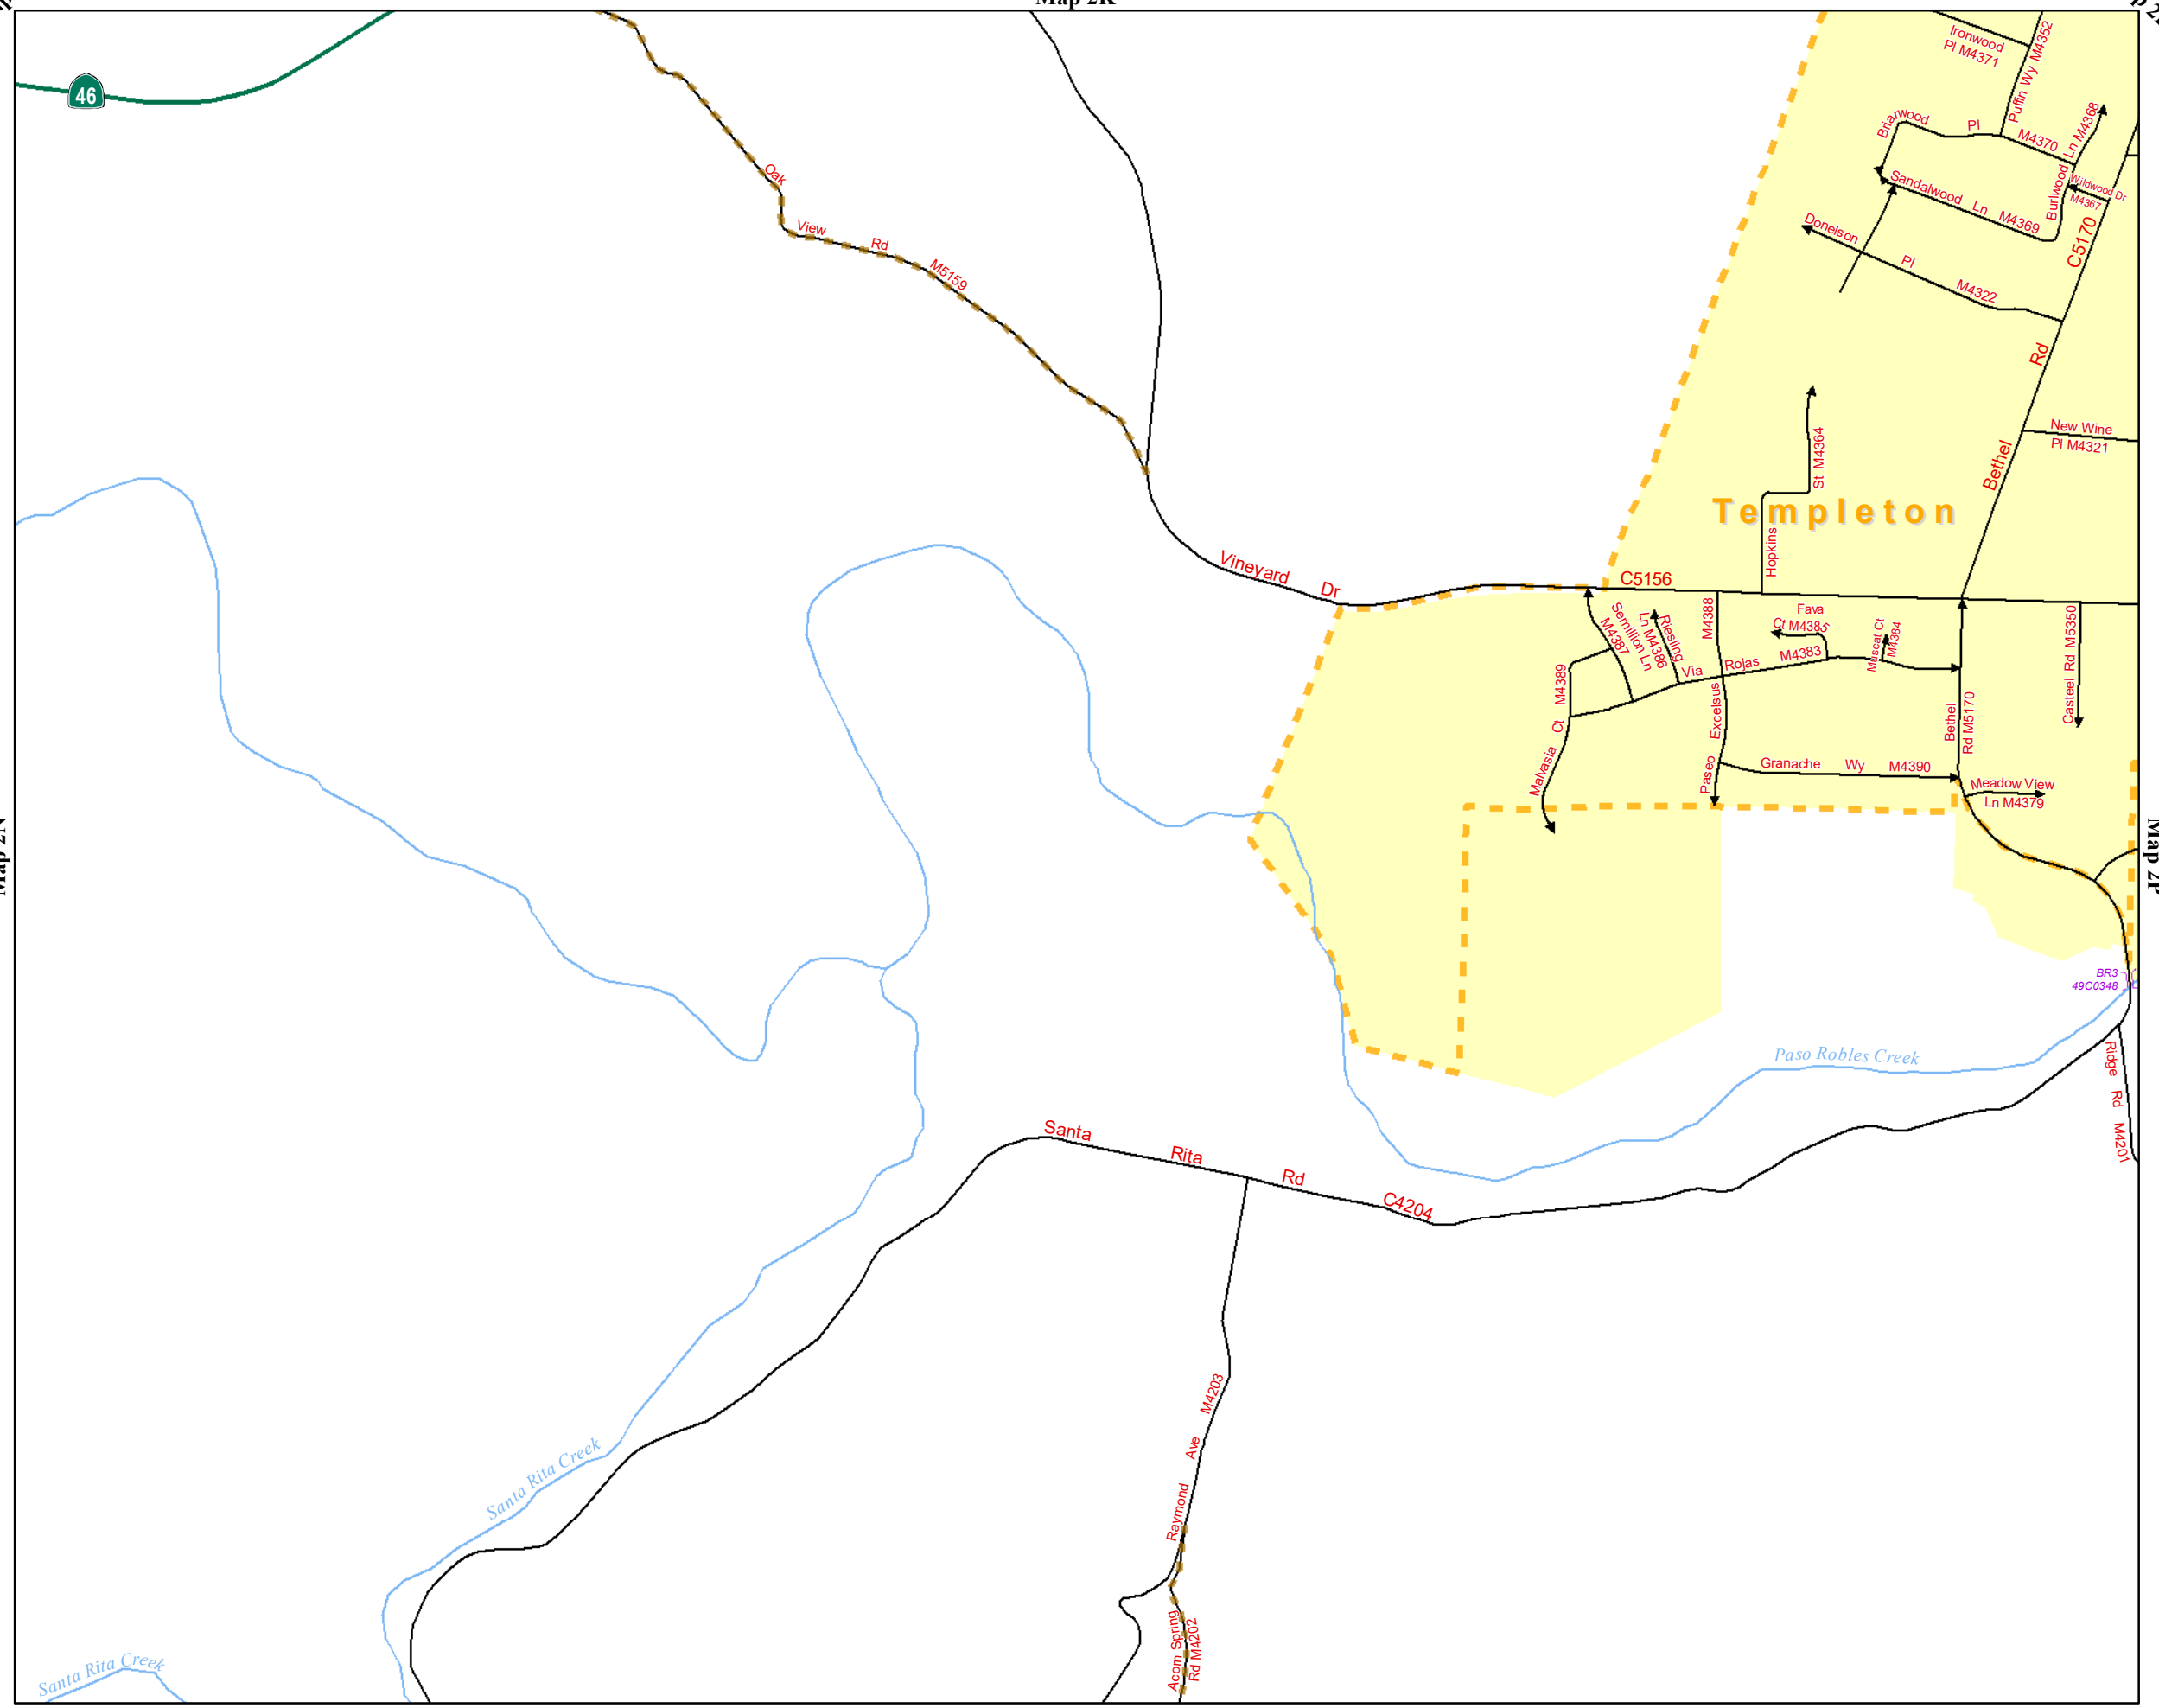 Map 2K
46
Ironwood
Pl M4371
Puffin Wy M4352
Briarwood Pl M4370
Burlwood Ln M4368
Wildwood Dr
M4367
Sandalwood Ln M4369
Donelson Pl M4322
C5170
Bethel Rd
Oak View Rd M5159
New Wine
Pl M4321
Hopkins St M4364
Templeton
Vineyard Dr C5156
Semillion Ln
M4387
Riesling
Ln M4386
M4388
Paseo Excelsus
Fava
Ct M4385
Muscat Ct
M4384
Via Rojas M4383
Malvasia Ct M4389
Casteel Rd M5350
Bethel
Rd M5170
Granache Wy M4390
Meadow View
Ln M4379
Map 2N
Map 2P
BR3
49C0348
Paso Robles Creek
Ridge Rd M4201
Santa Rita Rd C4204
Raymond Ave M4203
Santa Rita Creek
Acorn Spring
Rd M4202
Santa Rita Creek